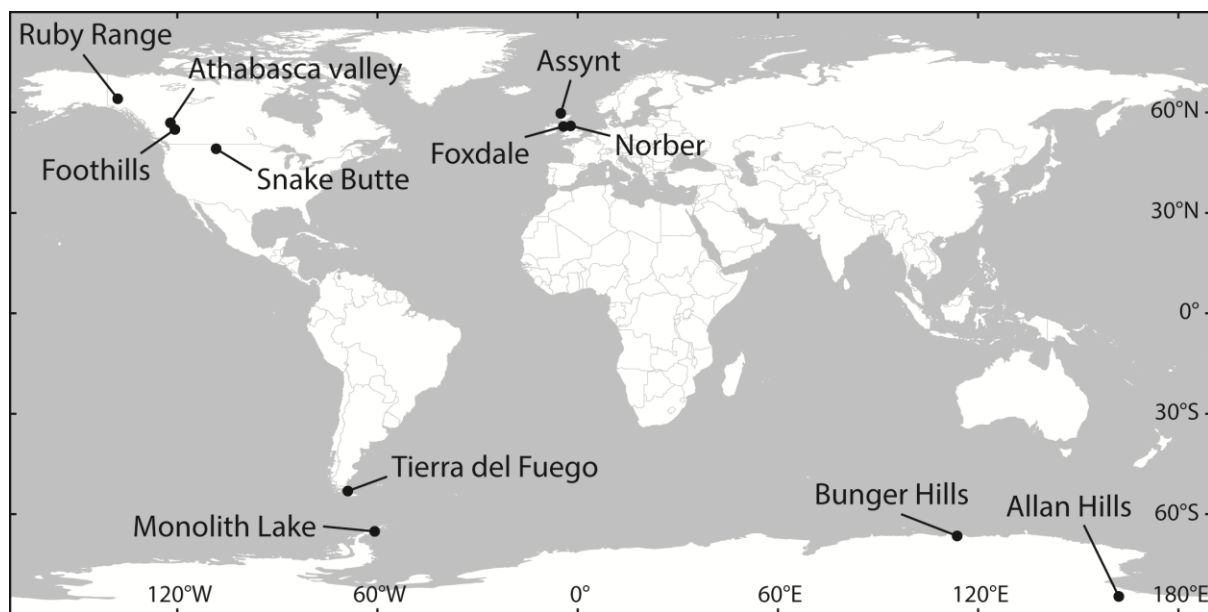 Ruby Range
Athabasca valley
Assynt
60°N
Foothills
Snake Butte
Foxdale
Norber
30°N
0°
30°S
Tierra del Fuego
Bunger Hills
Allan Hills
Monolith Lake
60°S
120°W
60°W
0°
60°E
120°E
180°E